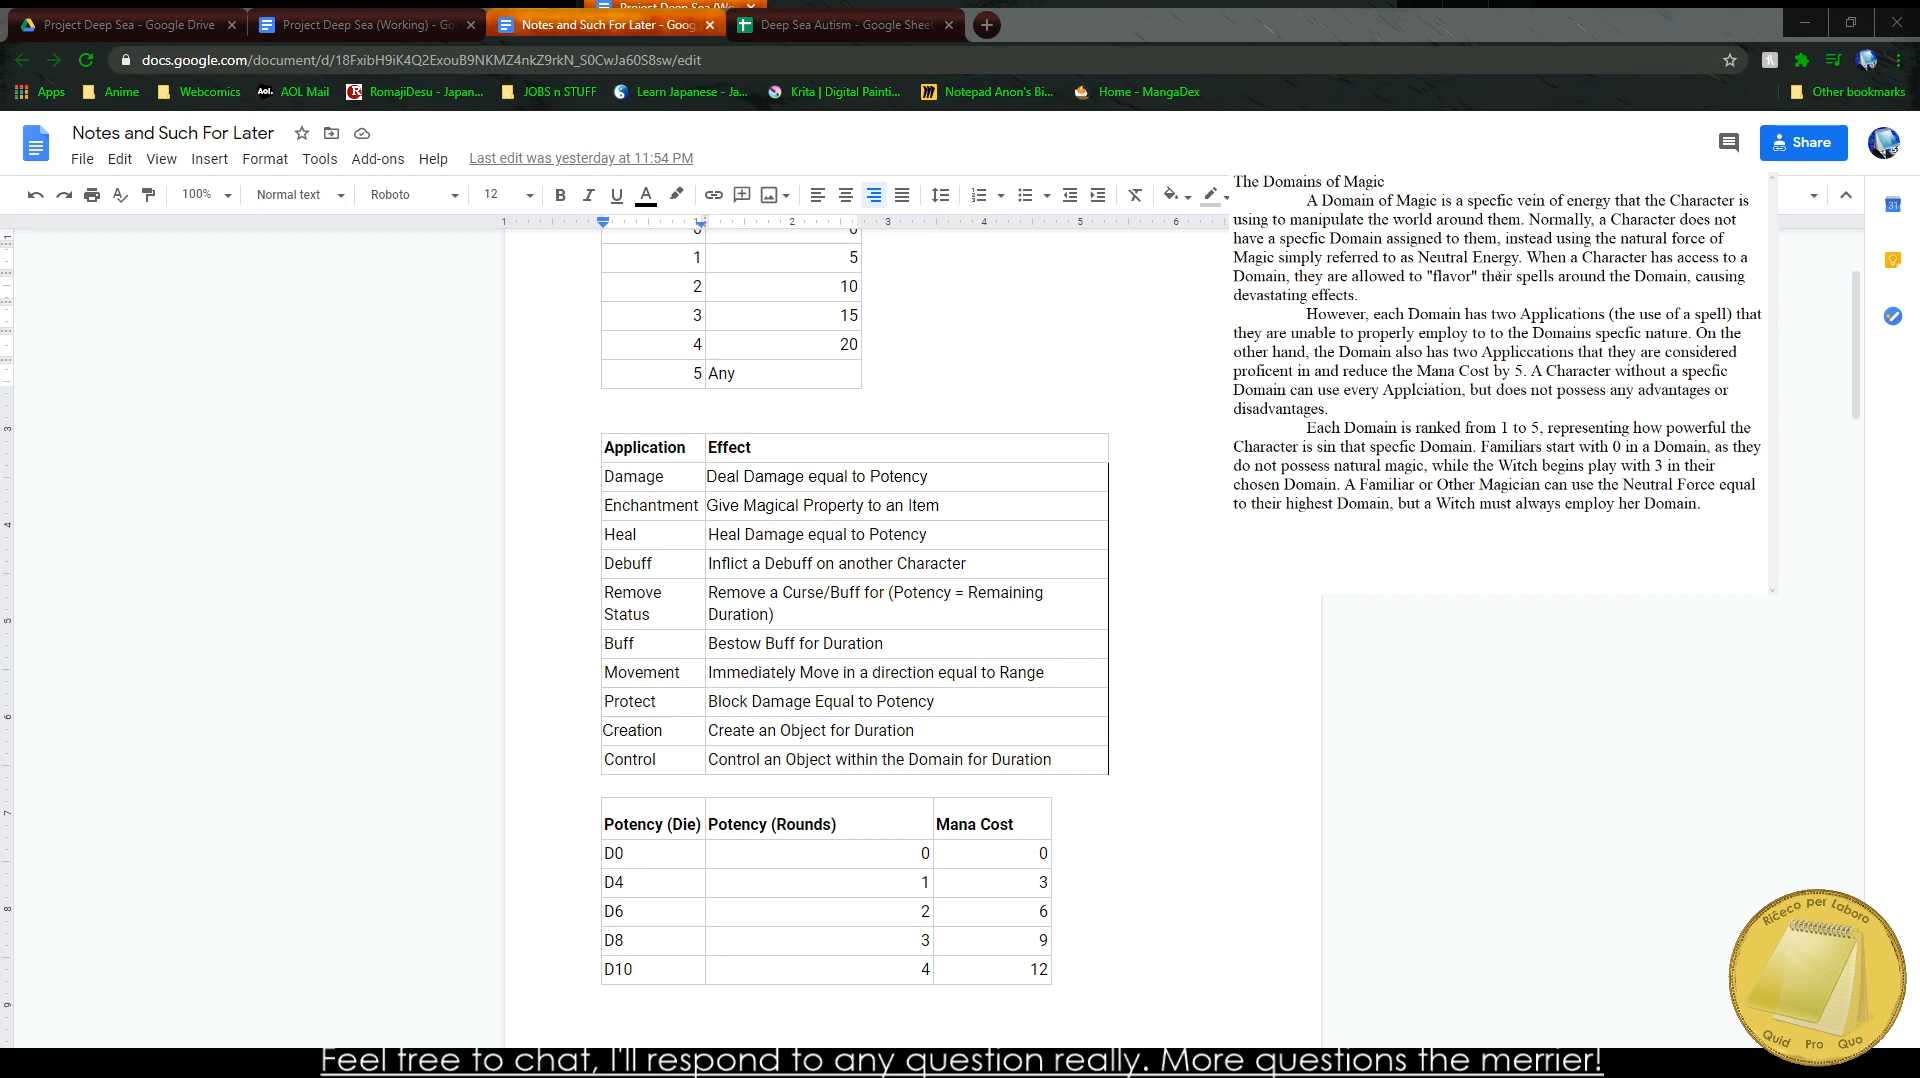 Project Deep Sea (W
Project Deep Sea - Google Drive
Project Deep Sea (Working) - Go
Notes and Such For Later - Goog
Deep Sea Autism - Google Sheet
docs.google.com/document/d/18FxibH9iK4Q2ExouB9NKMZ4nkZ9rkN_S0CwJa60S8sw/edit
Apps Anime Webcomics Aol. AOL Mail RomajiDesu - Japan... JOBS n STUFF Learn Japanese - Ja... Krita | Digital Painti... Notepad Anon's Bi... Home - MangaDex Other bookmarks
Notes and Such For Later
Share
File Edit View Insert Format Tools Add-ons Help Last edit was yesterday at 11:54 PM
100% Normal text Roboto 12 B I U A
31
1 1 2 3 4 5 6
0 0
1 5
2 10
3 15
4 20
5 Any
Application Effect
Damage Deal Damage equal to Potency
Enchantment Give Magical Property to an Item
Heal Heal Damage equal to Potency
Debuff Inflict a Debuff on another Character
Remove Remove a Curse/Buff for (Potency = Remaining
Status Duration)
Buff Bestow Buff for Duration
Movement Immediately Move in a direction equal to Range
Protect Block Damage Equal to Potency
Creation Create an Object for Duration
Control Control an Object within the Domain for Duration
Potency (Die) Potency (Rounds) Mana Cost
D0 0 0
D4 1 3
D6 2 6
D8 3 9
D10 4 12
The Domains of Magic
A Domain of Magic is a specfic vein of energy that the Character is
using to manipulate the world around them. Normally, a Character does not
have a specfic Domain assigned to them, instead using the natural force of
Magic simply referred to as Neutral Energy. When a Character has access to a
Domain, they are allowed to "flavor" their spells around the Domain, causing
devastating effects.
However, each Domain has two Applications (the use of a spell) that
they are unable to properly employ to to the Domains specfic nature. On the
other hand, the Domain also has two Appliccations that they are considered
proficent in and reduce the Mana Cost by 5. A Character without a specfic
Domain can use every Applciation, but does not possess any advantages or
disadvantages.
Each Domain is ranked from 1 to 5, representing how powerful the
Character is sin that specfic Domain. Familiars start with 0 in a Domain, as they
do not possess natural magic, while the Witch begins play with 3 in their
chosen Domain. A Familiar or Other Magician can use the Neutral Force equal
to their highest Domain, but a Witch must always employ her Domain.
Riceco per Laboro
Quid Pro Quo
Feel free to chat, I'll respond to any question really. More questions the merrier!